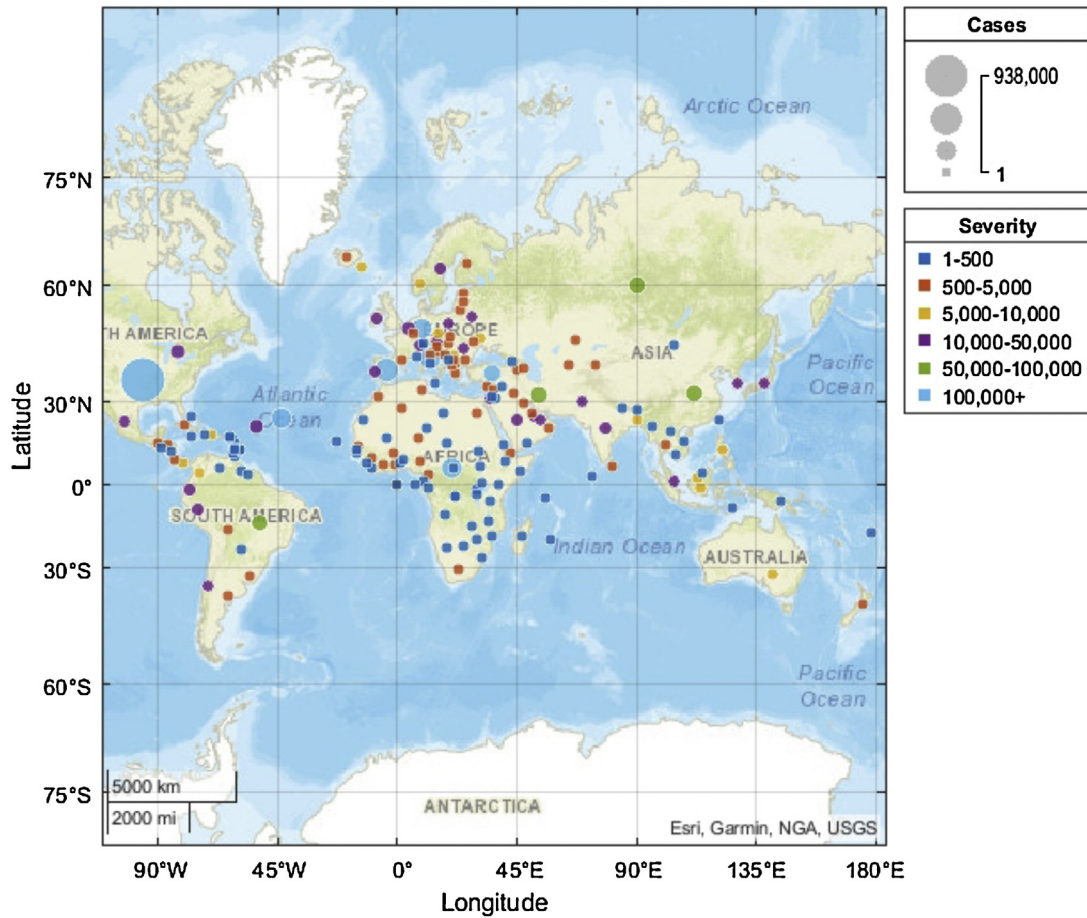 Cases
938,000
1
Severity
1-500
500-5,000
5,000-10,000
10,000-50,000
50,000-100,000
100,000+
Arctic Ocean
75°N
60°N
TH AMERICA
EUROPE
ASIA
Pacific
Ocean
Atlantic
Ocean
30°N
Latitude
AFRICA
0°
SOUTH AMERICA
Indian Ocean
AUSTRALIA
30°S
Pacific
Ocean
60°S
5000 km
75°S
2000 mi
ANTARCTICA
Esri, Garmin, NGA, USGS
90°W 45°W 0° 45°E 90°E 135°E 180°E
Longitude